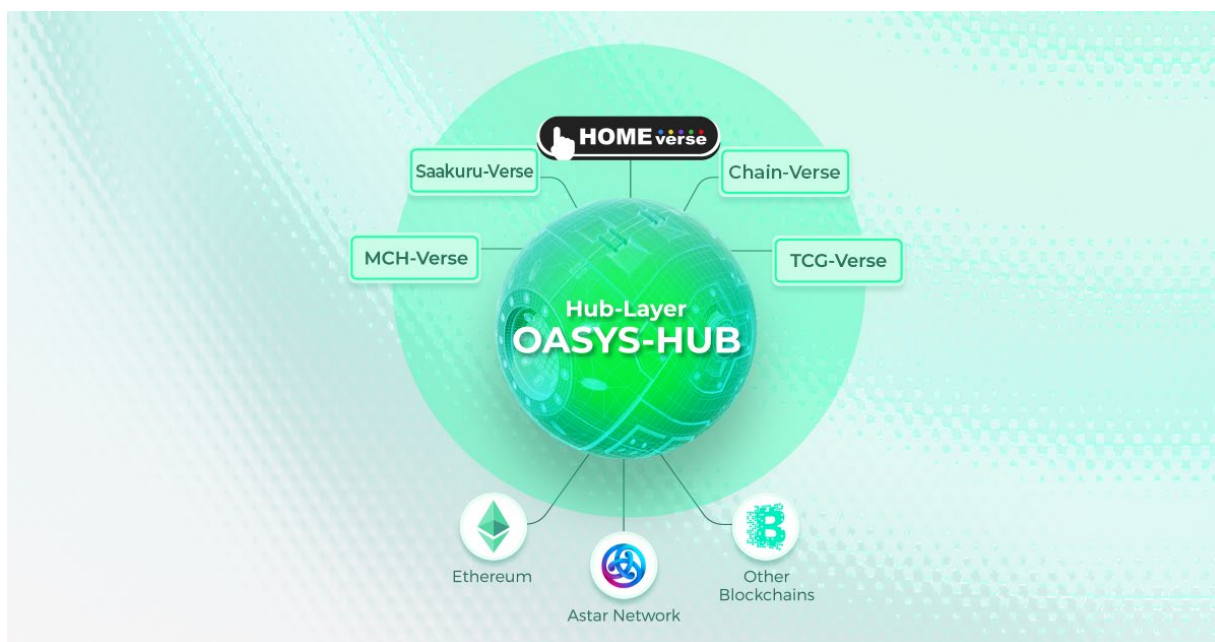 HOME verse
Saakuru-Verse
Chain-Verse
MCH-Verse
TCG-Verse
Hub-Layer
OASYS-HUB
Ethereum
Astar Network
Other
Blockchains